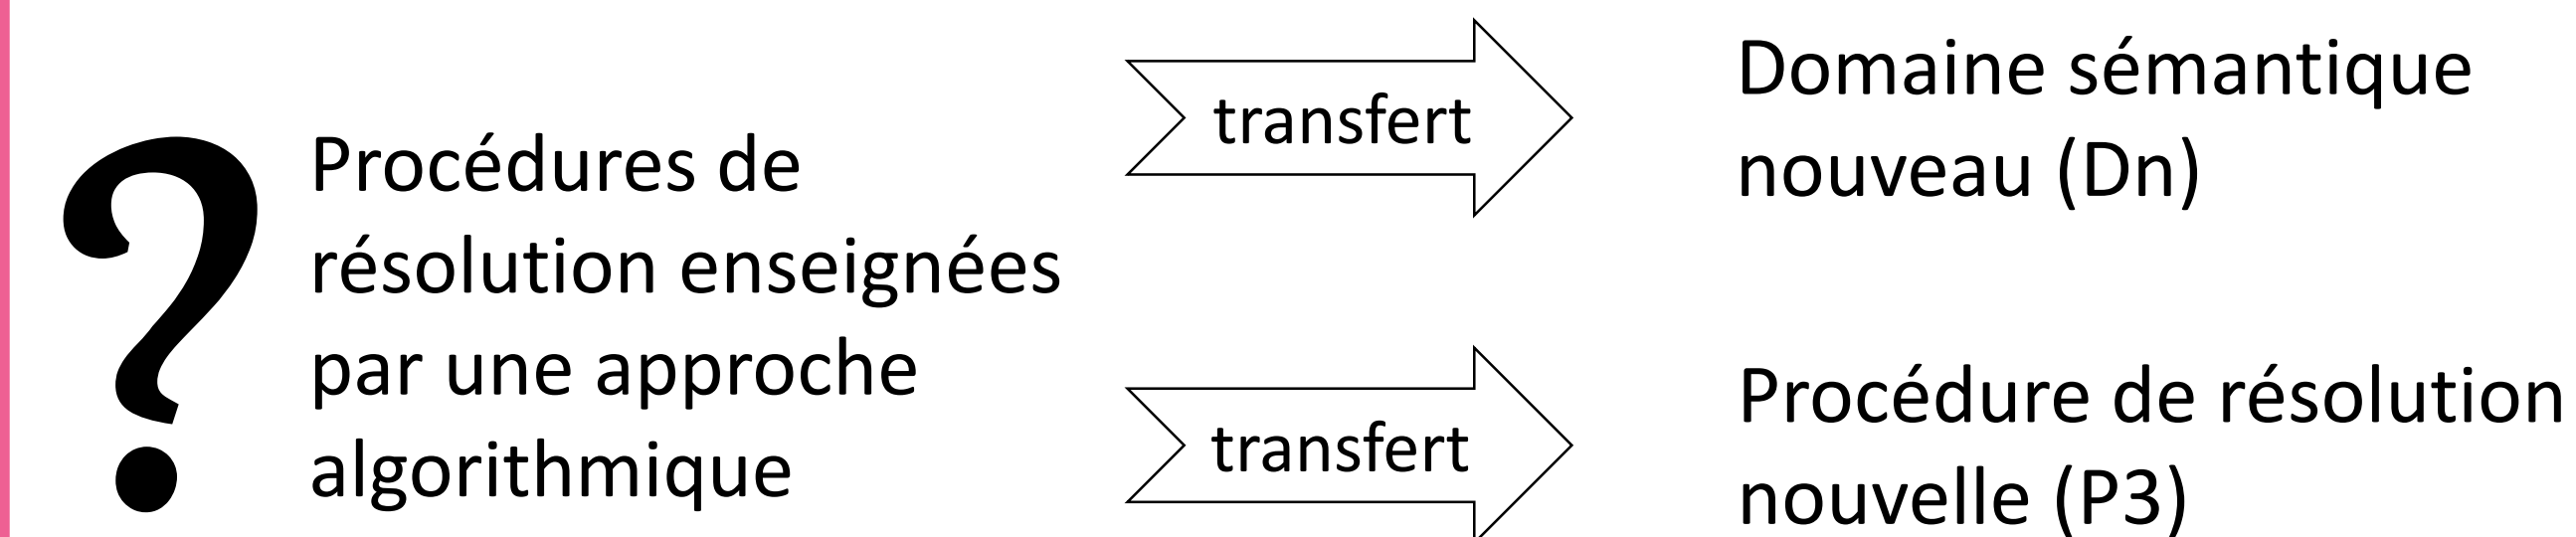 ?
Procédures de
résolution enseignées
par une approche
algorithmique
transfert
Domaine sémantique
nouveau (Dn)
transfert
Procédure de résolution
nouvelle (P3)